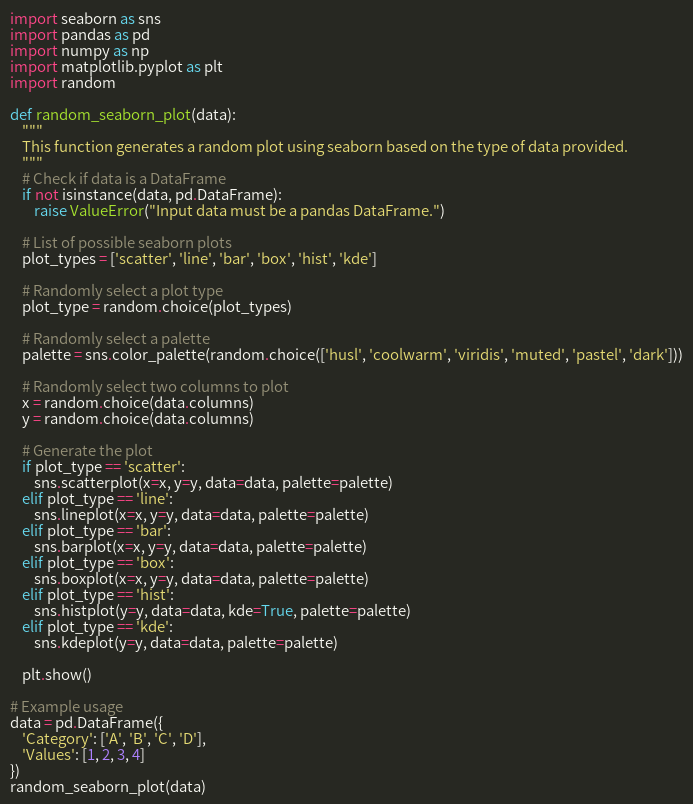 import seaborn as sns
import pandas as pd
import numpy as np
import matplotlib.pyplot as plt
import random

def random_seaborn_plot(data):
    """
    This function generates a random plot using seaborn based on the type of data provided.
    """
    # Check if data is a DataFrame
    if not isinstance(data, pd.DataFrame):
        raise ValueError("Input data must be a pandas DataFrame.")

    # List of possible seaborn plots
    plot_types = ['scatter', 'line', 'bar', 'box', 'hist', 'kde']

    # Randomly select a plot type
    plot_type = random.choice(plot_types)

    # Randomly select a palette
    palette = sns.color_palette(random.choice(['husl', 'coolwarm', 'viridis', 'muted', 'pastel', 'dark']))

    # Randomly select two columns to plot
    x = random.choice(data.columns)
    y = random.choice(data.columns)

    # Generate the plot
    if plot_type == 'scatter':
        sns.scatterplot(x=x, y=y, data=data, palette=palette)
    elif plot_type == 'line':
        sns.lineplot(x=x, y=y, data=data, palette=palette)
    elif plot_type == 'bar':
        sns.barplot(x=x, y=y, data=data, palette=palette)
    elif plot_type == 'box':
        sns.boxplot(x=x, y=y, data=data, palette=palette)
    elif plot_type == 'hist':
        sns.histplot(y=y, data=data, kde=True, palette=palette)
    elif plot_type == 'kde':
        sns.kdeplot(y=y, data=data, palette=palette)

    plt.show()

# Example usage
data = pd.DataFrame({
    'Category': ['A', 'B', 'C', 'D'],
    'Values': [1, 2, 3, 4]
})
random_seaborn_plot(data)